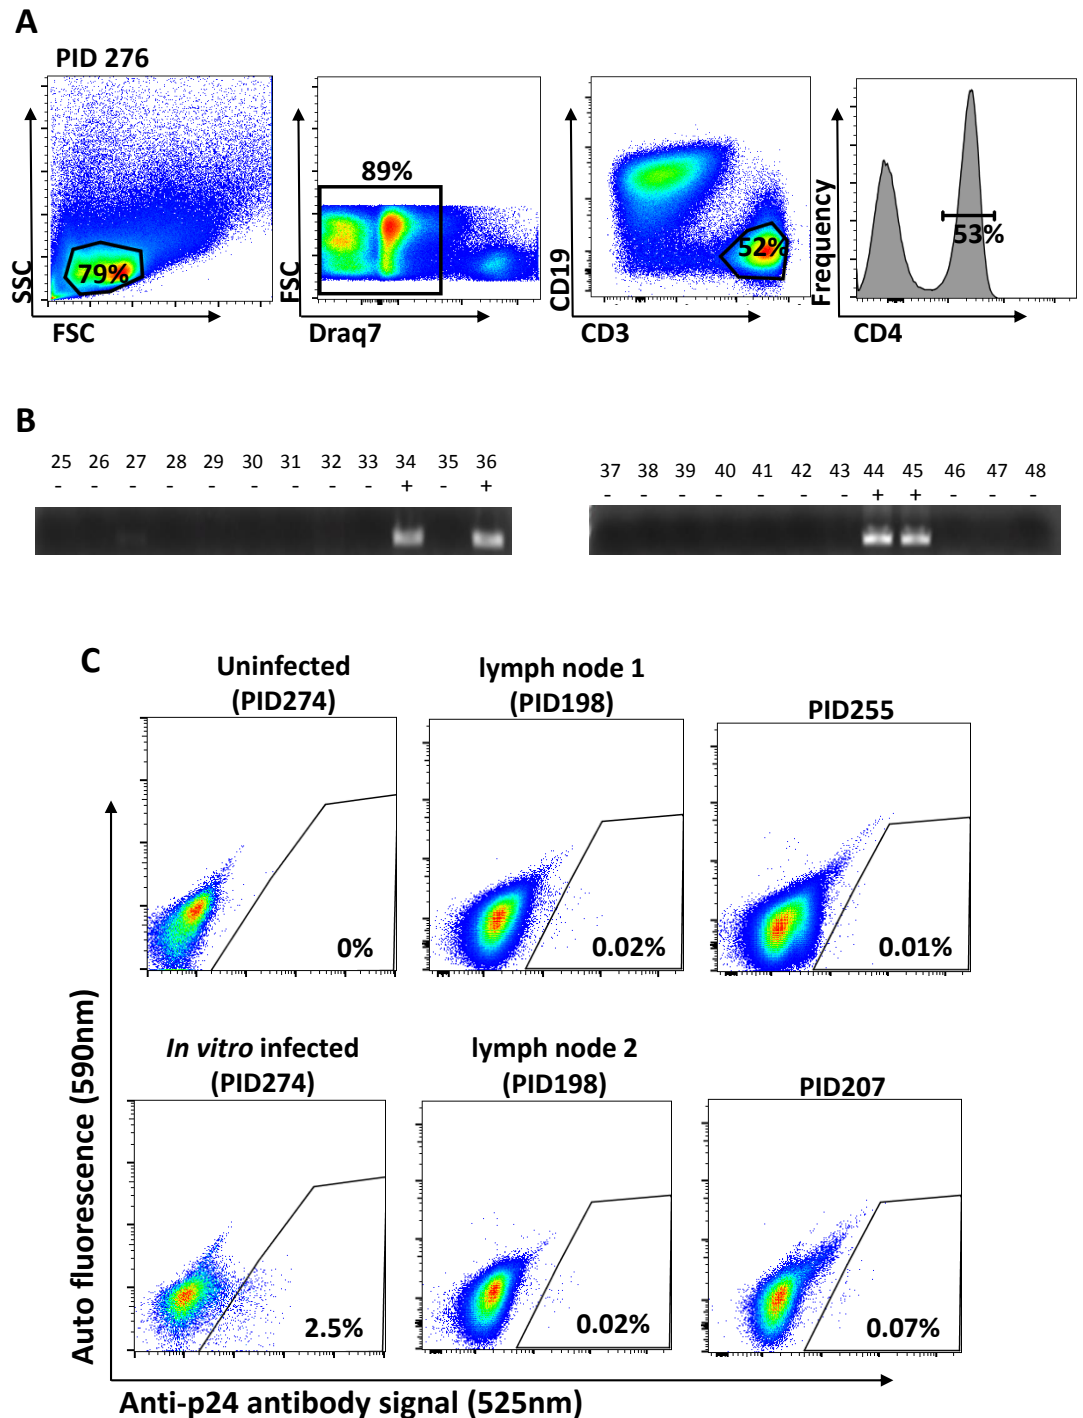 A
PID 276
79%
SSC
FSC
89%
FSC
Draq7
52%
CD19
CD3
53%
Frequency
CD4
B
25 26 27 28 29 30 31 32 33 34 35 36
- - - - - - - - - + - +
37 38 39 40 41 42 43 44 45 46 47 48
- - - - - - - + + - - -
C
Uninfected
(PID274)
0%
lymph node 1
(PID198)
0.02%
PID255
0.01%
In vitro infected
(PID274)
2.5%
lymph node 2
(PID198)
0.02%
PID207
0.07%
Auto fluorescence (590nm)
Anti-p24 antibody signal (525nm)